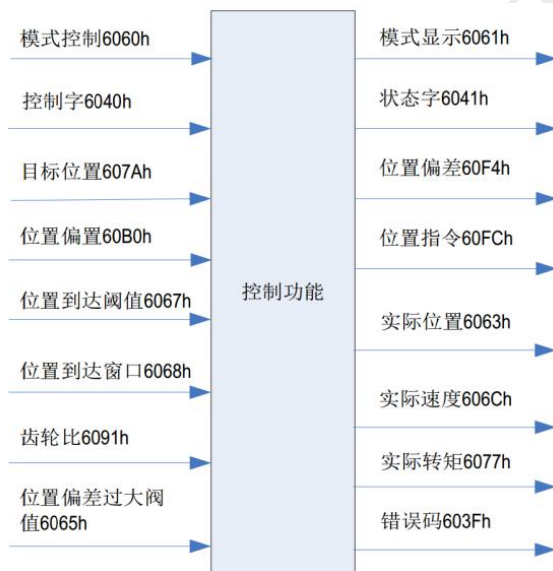 模式控制6060h
控制字6040h
目标位置607Ah
位置偏置60B0h
位置到达阈值6067h
位置到达窗口6068h
齿轮比6091h
位置偏差过大阀
值6065h
控制功能
模式显示6061h
状态字6041h
位置偏差60F4h
位置指令60FCh
实际位置6063h
实际速度606Ch
实际转矩6077h
错误码603Fh